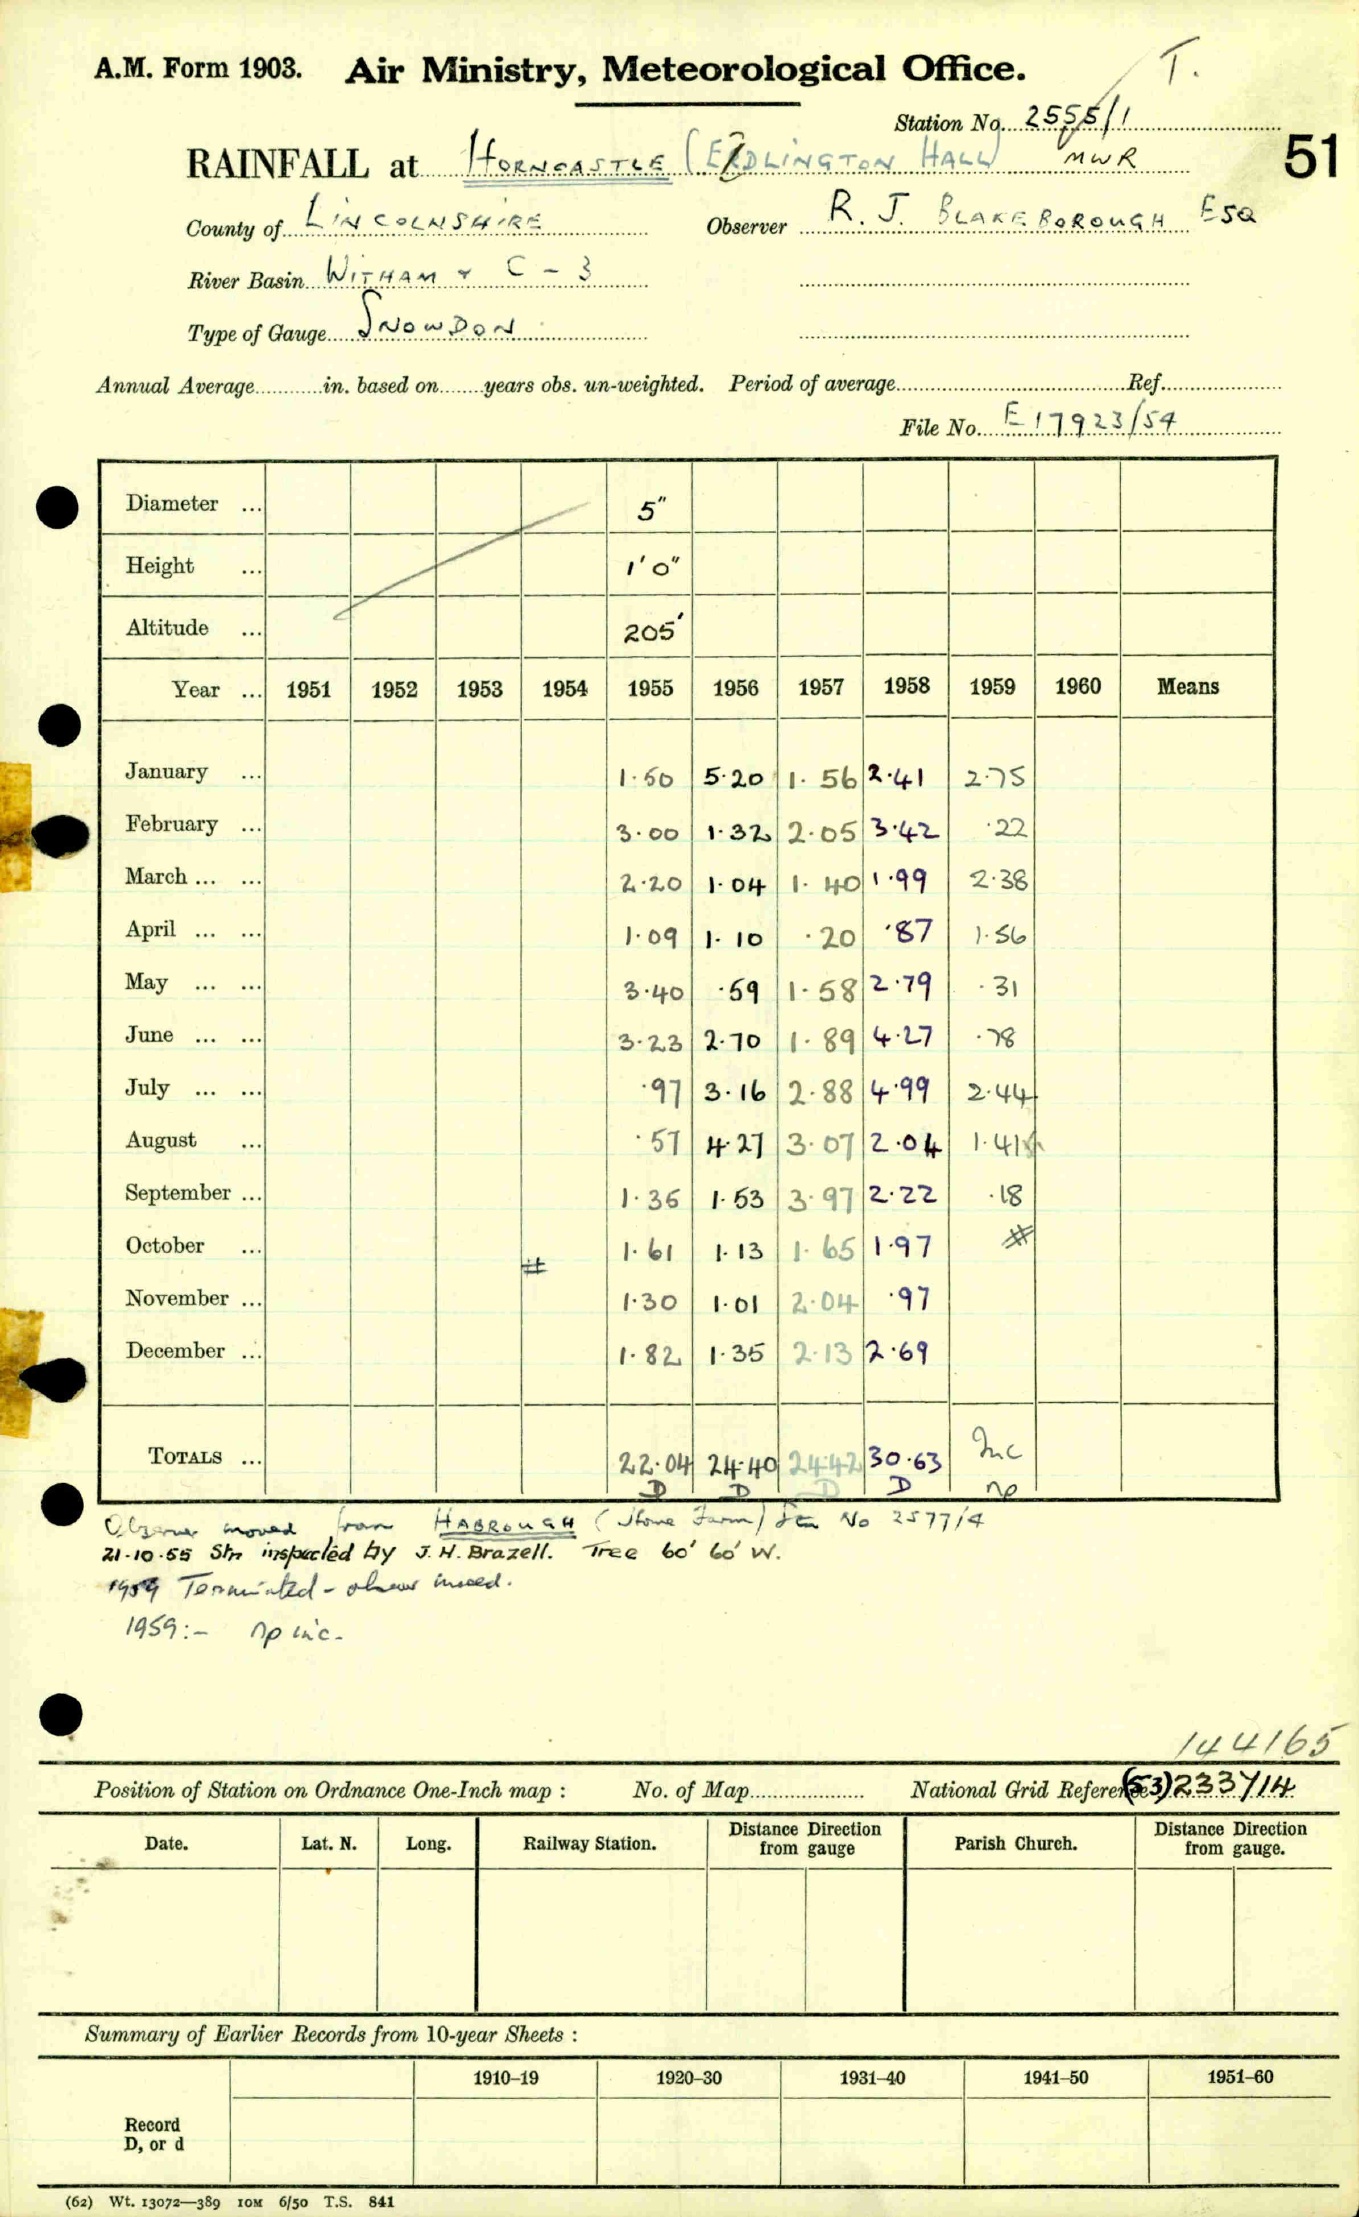 T.
A.M. Form 1903. Air Ministry, Meteorological Office.
Station No. 2555/1
RAINFALL at HORNCASTLE (EDLINGTON HALL) MWR 51
County of LINCOLNSHIRE Observer R. J. BLAKEBOROUGH ESQ
River Basin WITHAM & C - 3
Type of Gauge SNOWDON
Annual Average in. based on years obs. un-weighted. Period of average Ref.
File No. E17923/54
Diameter ... 5"
Height ... 1'0"
Altitude ... 205'
Year ... 1951 1952 1953 1954 1955 1956 1957 1958 1959 1960 Means
January ... 1.50 5.20 1.56 2.41 2.75
February ... 3.00 1.32 2.05 3.42 .22
March ... ... 2.20 1.04 1.40 1.99 2.38
April ... ... 1.09 1.10 .20 .87 1.56
May ... ... 3.40 .59 1.58 2.79 .31
June ... ... 3.23 2.70 1.89 4.27 .78
July ... ... .97 3.16 2.88 4.99 2.44
August ... .57 4.27 3.07 2.04 1.41
September ... 1.36 1.53 3.97 2.22 .18
October ... # 1.61 1.13 1.65 1.97 #
November ... 1.30 1.01 2.04 .97
December ... 1.82 1.35 2.13 2.69
TOTALS ... 22.04 24.40 24.42 30.63 Inc
D D D D np
Observer moved from HABROUGH (Stone Farm) Stn No 2577/4
21.10.55 Stn inspected by J. H. Brazell. Tree 60' 60' W.
1959 Terminated - observer moved.
1959:- np inc.
144165
Position of Station on Ordnance One-Inch map : No. of Map National Grid Reference (53)233714
Date. Lat. N. Long. Railway Station. Distance Direction from gauge Parish Church. Distance Direction from gauge.
Summary of Earlier Records from 10-year Sheets :
1910–19 1920–30 1931–40 1941–50 1951–60
Record
D, or d
(62) Wt. 13072—389 10M 6/50 T.S. 841